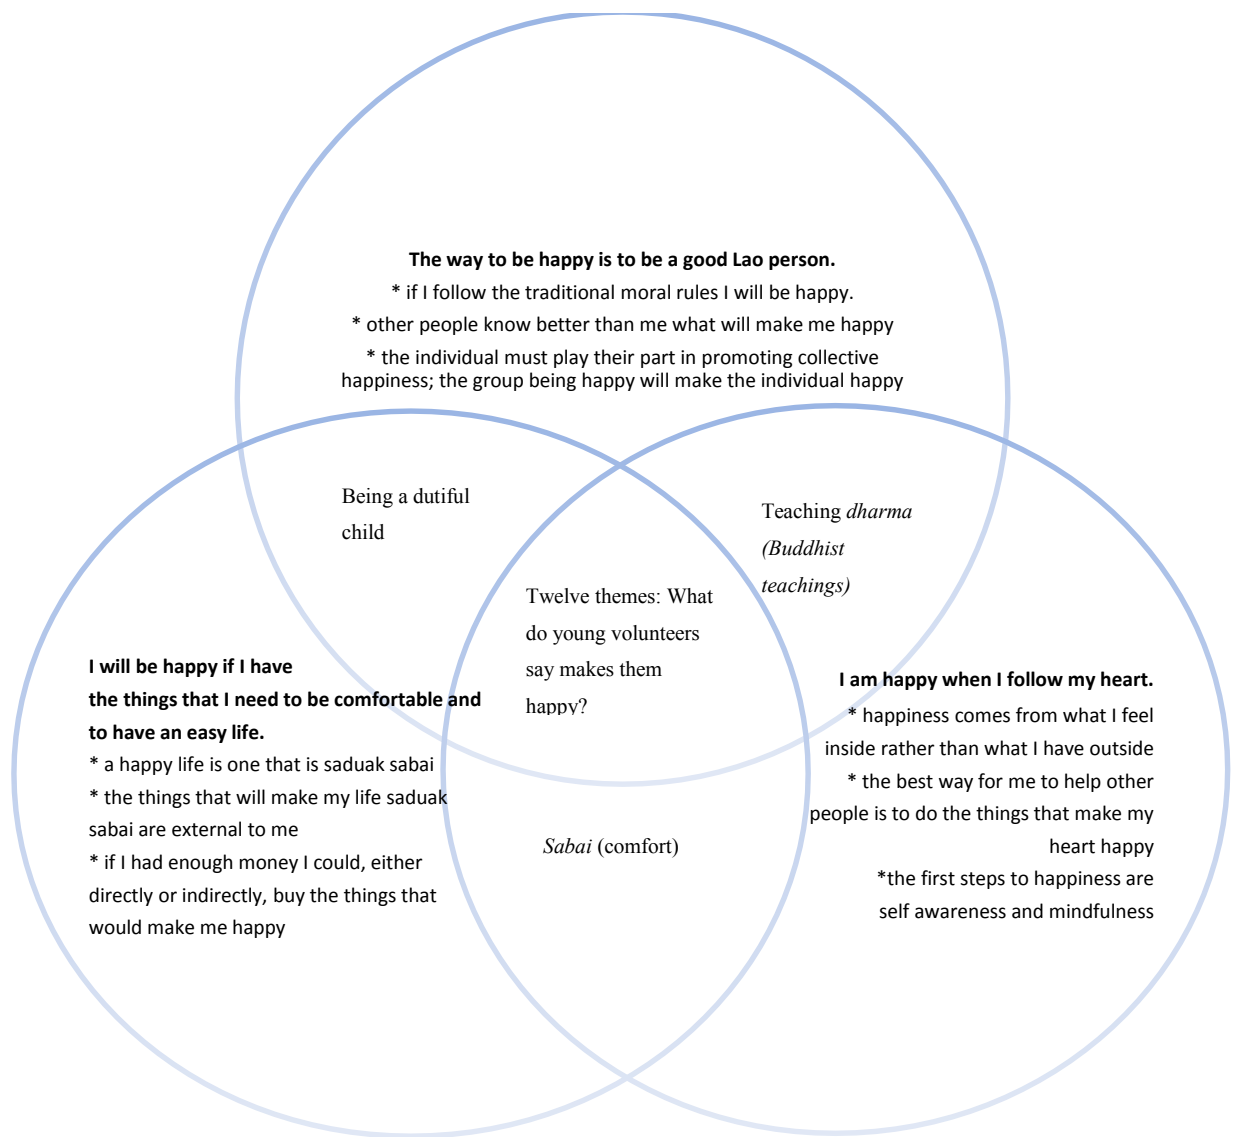 The way to be happy is to be a good Lao person.
* if I follow the traditional moral rules I will be happy.
* other people know better than me what will make me happy
* the individual must play their part in promoting collective
happiness; the group being happy will make the individual happy
Being a dutiful
child
Teaching dharma
(Buddhist
teachings)
Twelve themes: What
do young volunteers
say makes them
happy?
I will be happy if I have
the things that I need to be comfortable and
to have an easy life.
* a happy life is one that is saduak sabai
* the things that will make my life saduak
sabai are external to me
* if I had enough money I could, either
directly or indirectly, buy the things that
would make me happy
I am happy when I follow my heart.
* happiness comes from what I feel
inside rather than what I have outside
* the best way for me to help other
people is to do the things that make my
heart happy
*the first steps to happiness are
self awareness and mindfulness
Sabai (comfort)